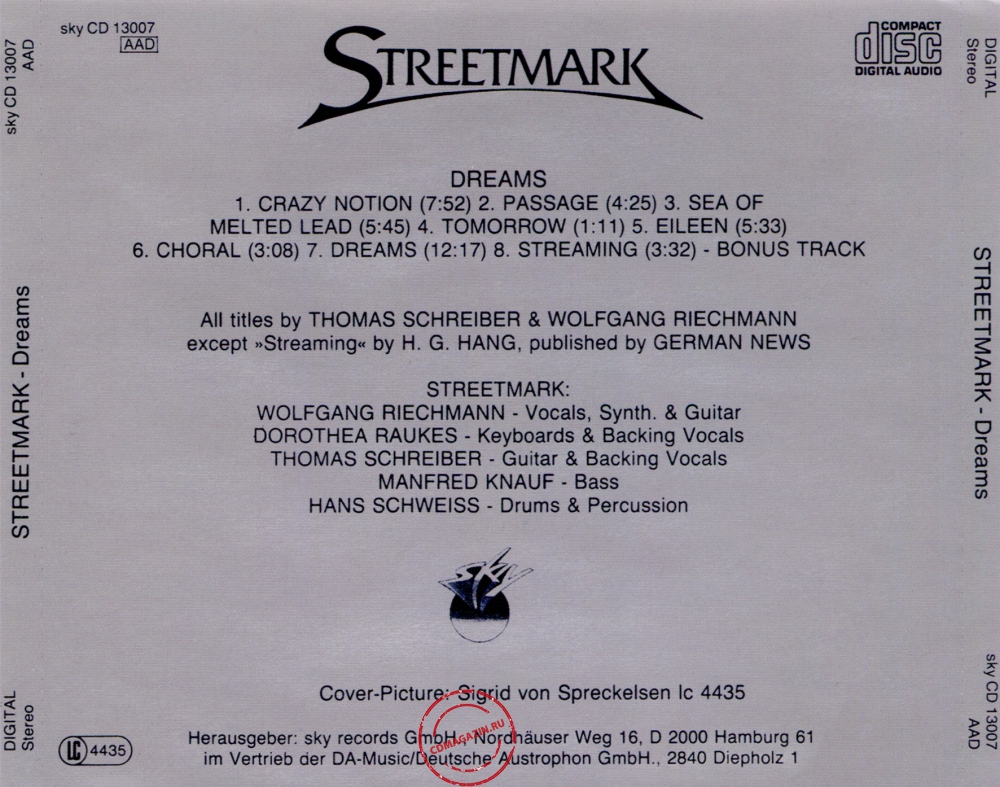 sky CD 13007
AAD
STREETMARK
COMPACT
disc
DIGITAL AUDIO
DREAMS
1. CRAZY NOTION (7:52) 2. PASSAGE (4:25) 3. SEA OF
MELTED LEAD (5:45) 4. TOMORROW (1:11) 5. EILEEN (5:33)
6. CHORAL (3:08) 7. DREAMS (12:17) 8. STREAMING (3:32) - BONUS TRACK
All titles by THOMAS SCHREIBER & WOLFGANG RIECHMANN
except »Streaming« by H. G. HANG, published by GERMAN NEWS
STREETMARK:
WOLFGANG RIECHMANN - Vocals, Synth. & Guitar
DOROTHEA RAUKES - Keyboards & Backing Vocals
THOMAS SCHREIBER - Guitar & Backing Vocals
MANFRED KNAUF - Bass
HANS SCHWEISS - Drums & Percussion
SKY
Cover-Picture: Sigrid von Spreckelsen lc 4435
Herausgeber: sky records GmbH, Nordhäuser Weg 16, D 2000 Hamburg 61
im Vertrieb der DA-Music/Deutsche Austrophon GmbH., 2840 Diepholz 1
CDMAGAZIN.RU
LC 4435
sky CD 13007
AAD
STREETMARK - Dreams
DIGITAL
Stereo
DIGITAL
Stereo
STREETMARK - Dreams
sky CD 13007
AAD